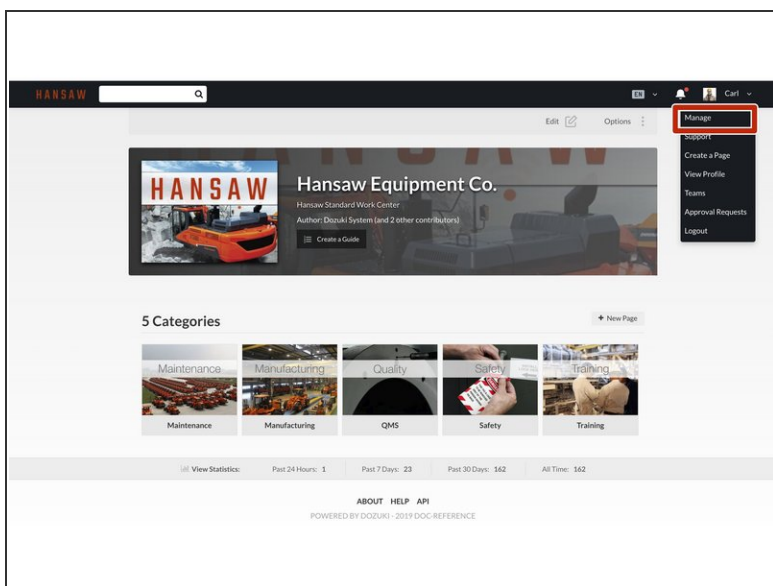 HANSAW
EN
Carl
Manage
Support
Create a Page
View Profile
Teams
Approval Requests
Logout
Edit
Options
HANSAW
HANSAW
Hansaw Equipment Co.
Hansaw Standard Work Center
Author: Dozuki System (and 2 other contributors)
Create a Guide
5 Categories
+ New Page
Maintenance
Manufacturing
Quality
Safety
Training
Maintenance
Manufacturing
QMS
Safety
Training
View Statistics:
Past 24 Hours: 1
Past 7 Days: 23
Past 30 Days: 162
All Time: 162
ABOUT HELP API
POWERED BY DOZUKI - 2019 DOC-REFERENCE